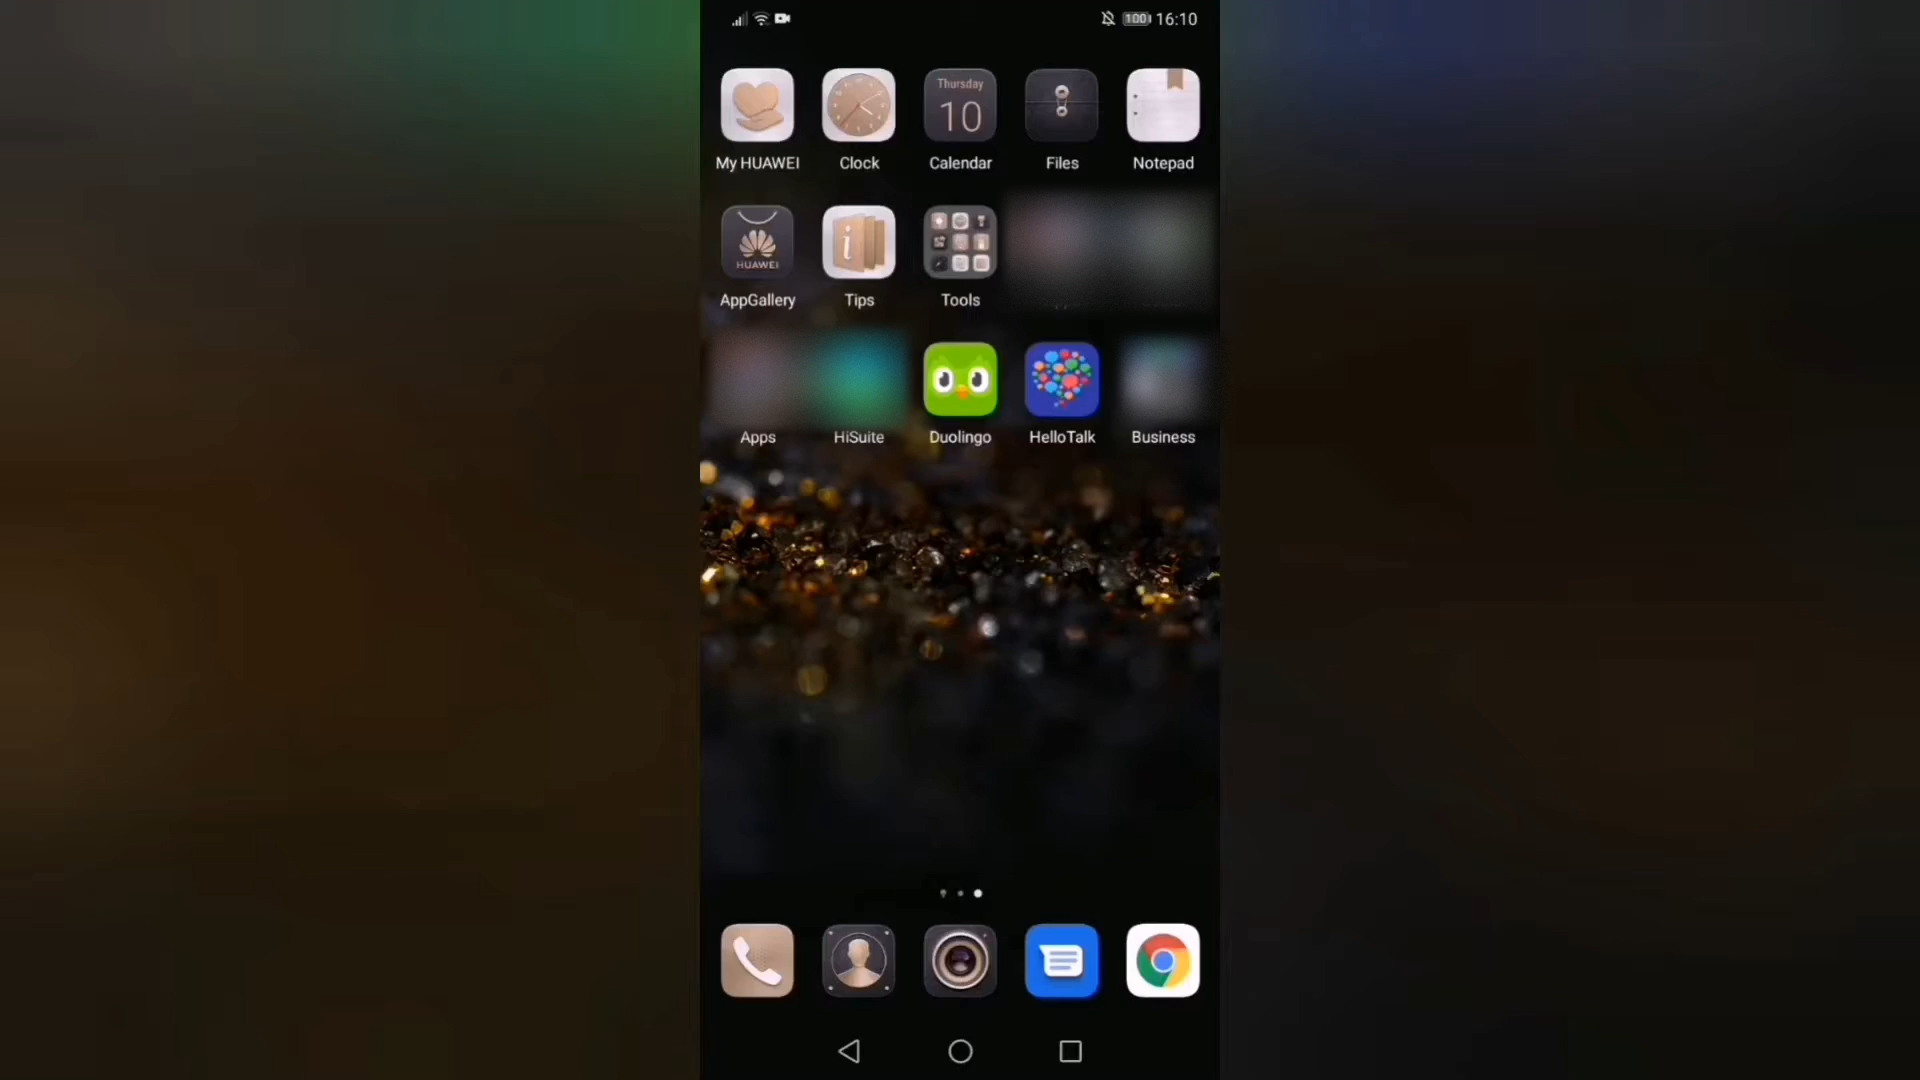 100 16:10
My HUAWEI
Clock
Thursday
10
Calendar
Files
Notepad
HUAWEI
AppGallery
i
Tips
Tools
Apps
HiSuite
Duolingo
HelloTalk
Business